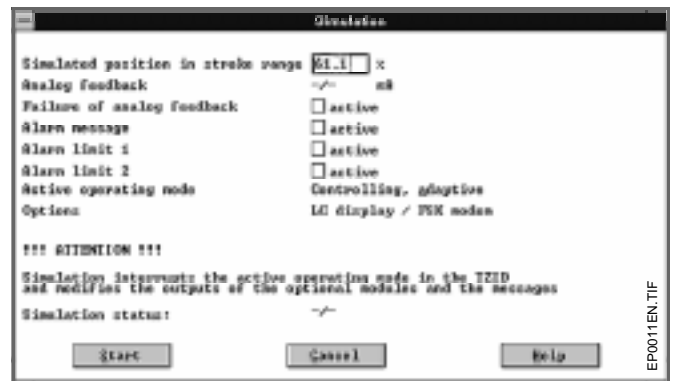 Simulation
Simulated position in stroke range 61.1 %
Analog feedback -/- mA
Failure of analog feedback active
Alarm message active
Alarm limit 1 active
Alarm limit 2 active
Active operating mode Controlling, adaptive
Options LC display / FSK modem
!!! ATTENTION !!!
Simulation interrupts the active operating mode in the TZID
and modifies the outputs of the optional modules and the messages
Simulation status: -/-
Start Cancel Help
EP0011EN.TIF